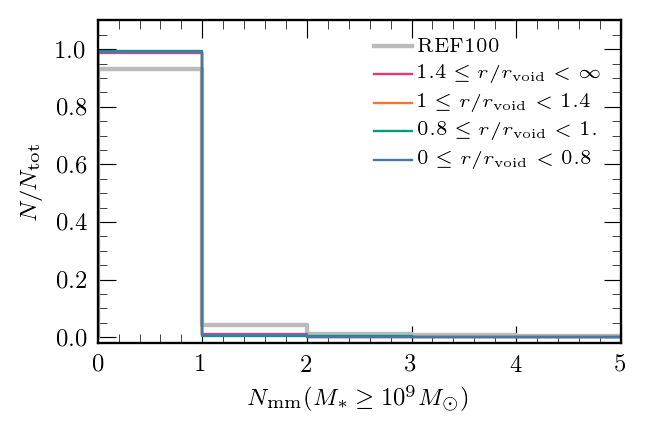 REF100
1.4 ≤ r/r_void < ∞
1 ≤ r/r_void < 1.4
0.8 ≤ r/r_void < 1.
0 ≤ r/r_void < 0.8
N/N_tot
1.0
0.8
0.6
0.4
0.2
0.0
0 1 2 3 4 5
N_mm(M_* ≥ 10^9 M_⊙)